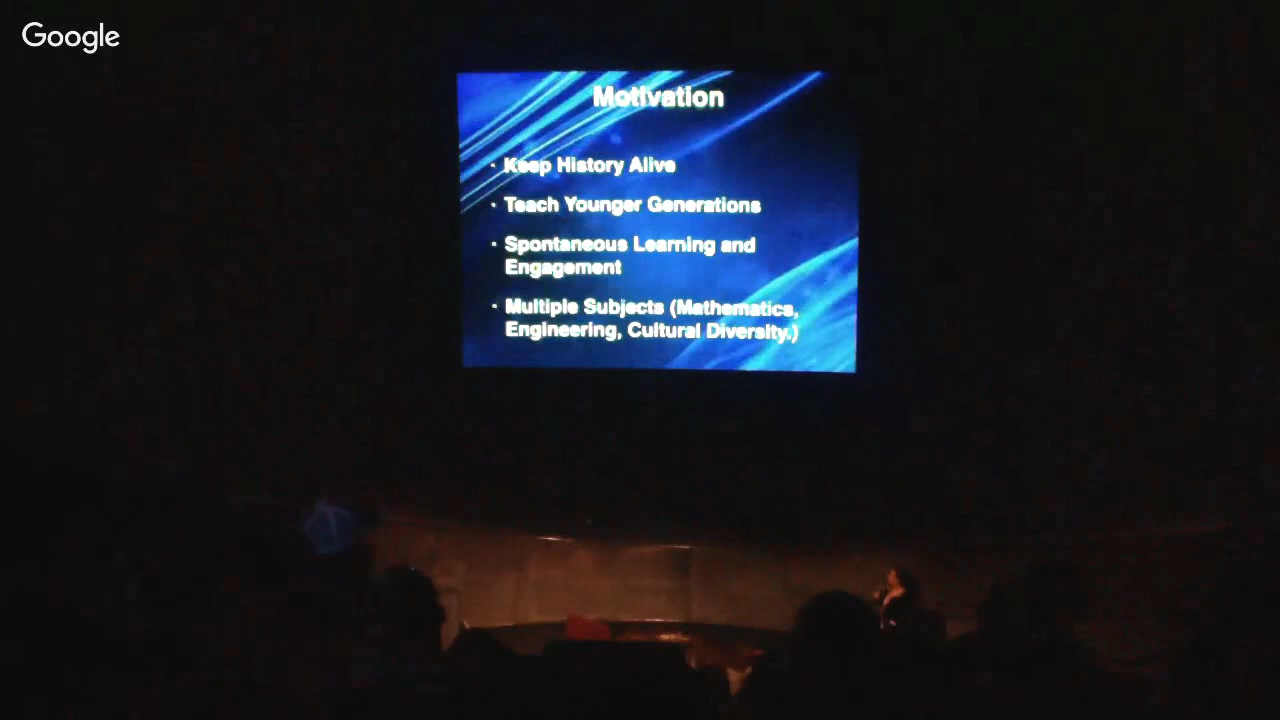 Google
Motivation
· Keep History Alive
· Teach Younger Generations
· Spontaneous Learning and
Engagement
· Multiple Subjects (Mathematics,
Engineering, Cultural Diversity.)